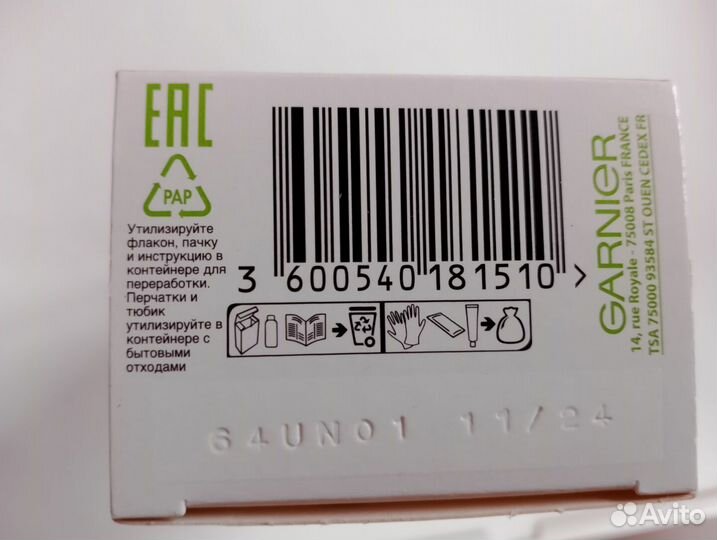 EAC
PAP
Утилизируйте
флакон, пачку
и инструкцию в
контейнере для
переработки.
Перчатки и
тюбик
утилизируйте в
контейнере с
бытовыми
отходами
3 600540 181510 >
GARNIER
14, rue Royale - 75008 Paris FRANCE
TSA 75000 93584 ST OUEN CEDEX FR
64UN01 11/24
Avito